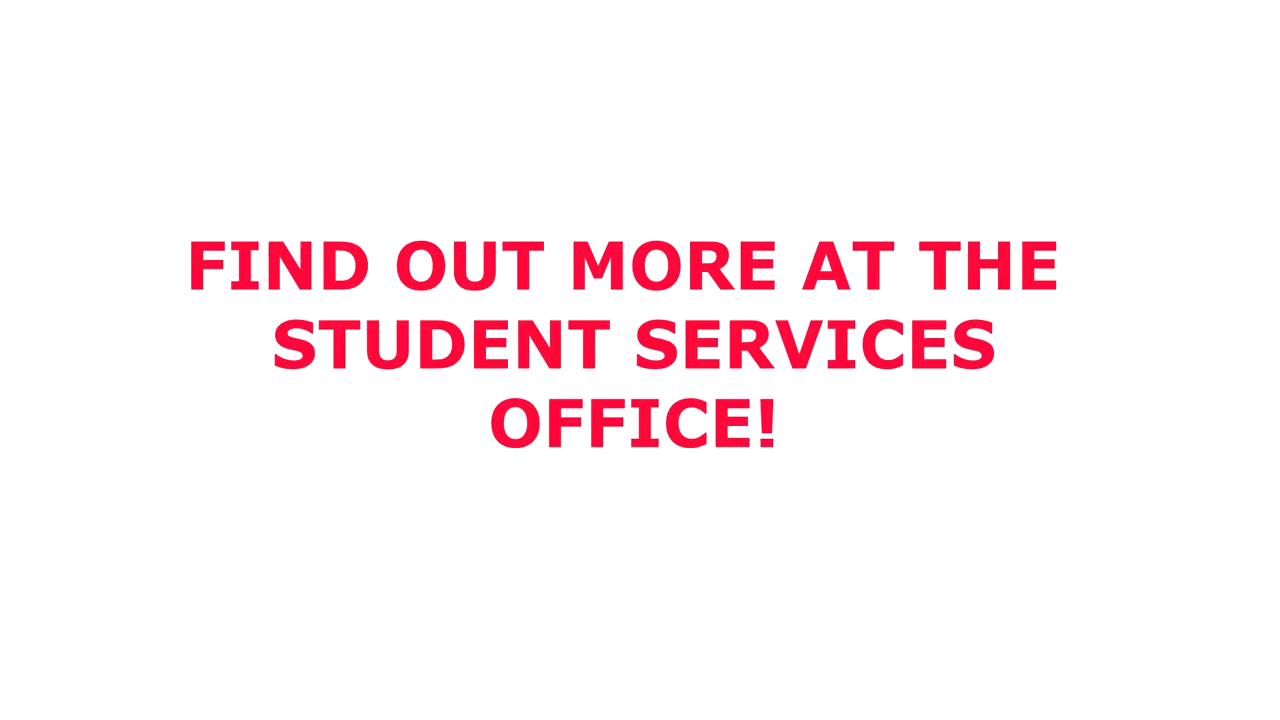 FIND OUT MORE AT THE
STUDENT SERVICES
OFFICE!